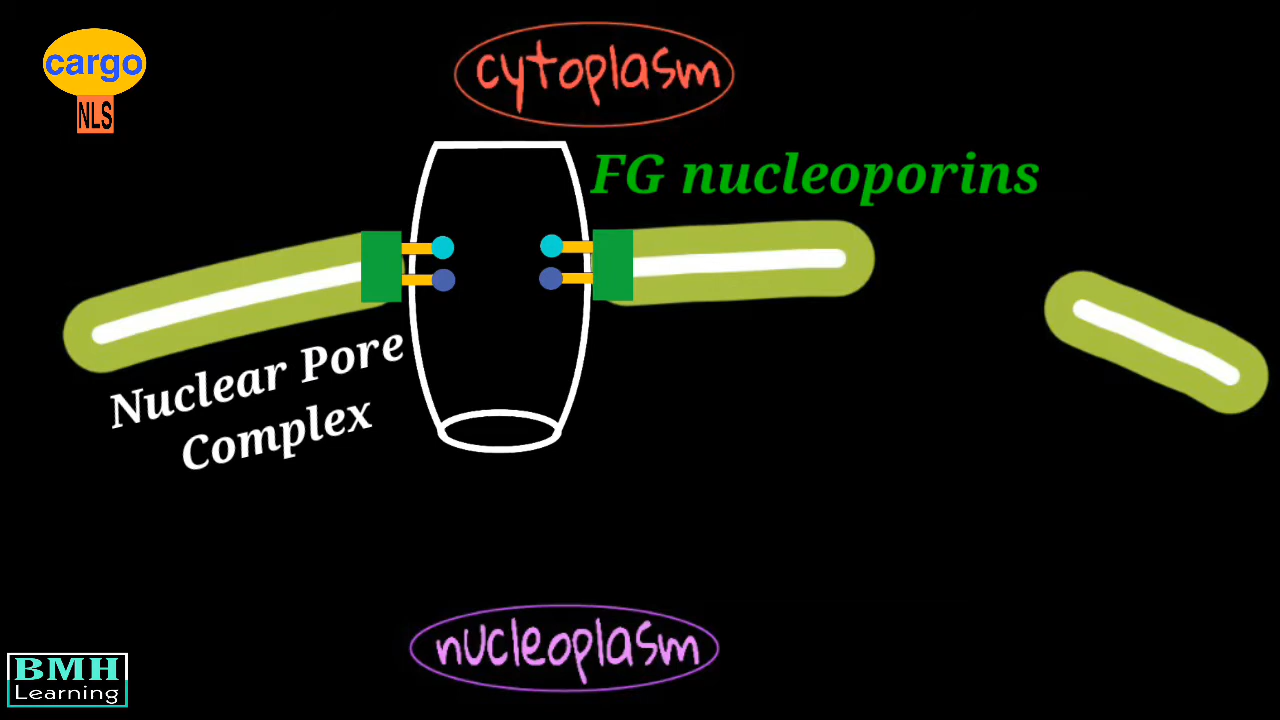 cytoplasm
cargo
NLS
FG nucleoporins
Nuclear Pore
Complex
nucleoplasm
BMH
Learning